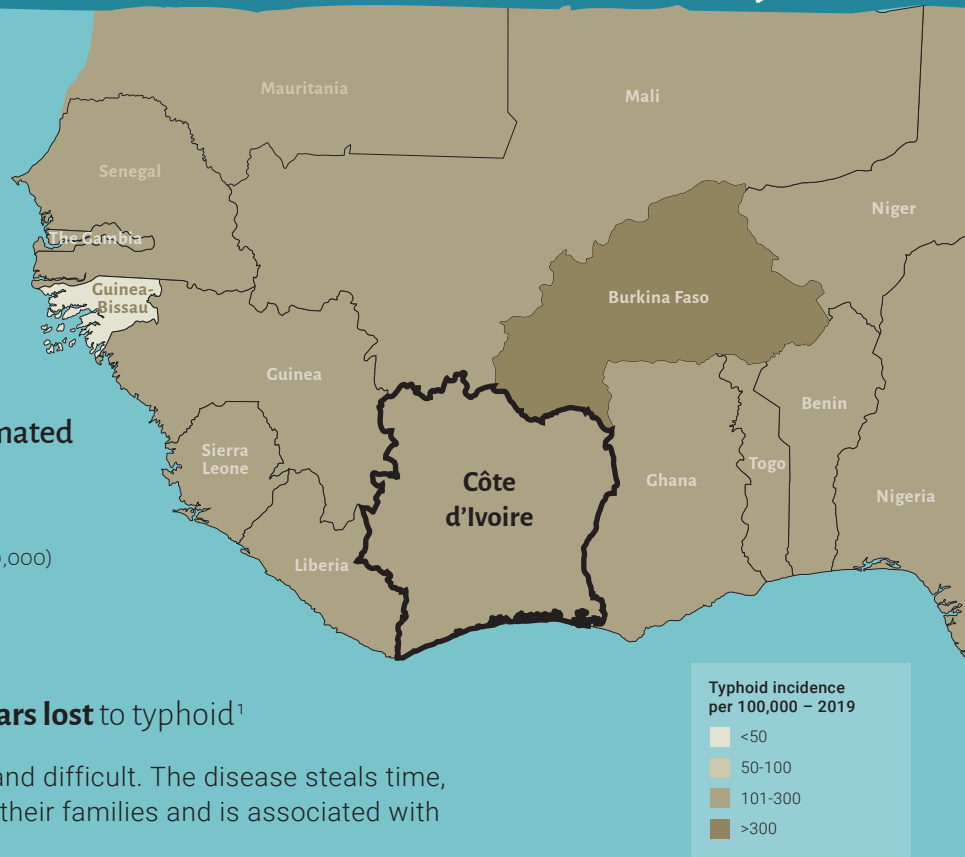 Mauritania
Mali
Senegal
Niger
The Gambia
Guinea-
Bissau
Burkina Faso
Guinea
Benin
Sierra
Leone
Togo
Ghana
Côte
d’Ivoire
Nigeria
Liberia
mated
,000)
ars lost to typhoid¹
and difficult. The disease steals time,
their families and is associated with
Typhoid incidence
per 100,000 – 2019
<50
50-100
101-300
>300